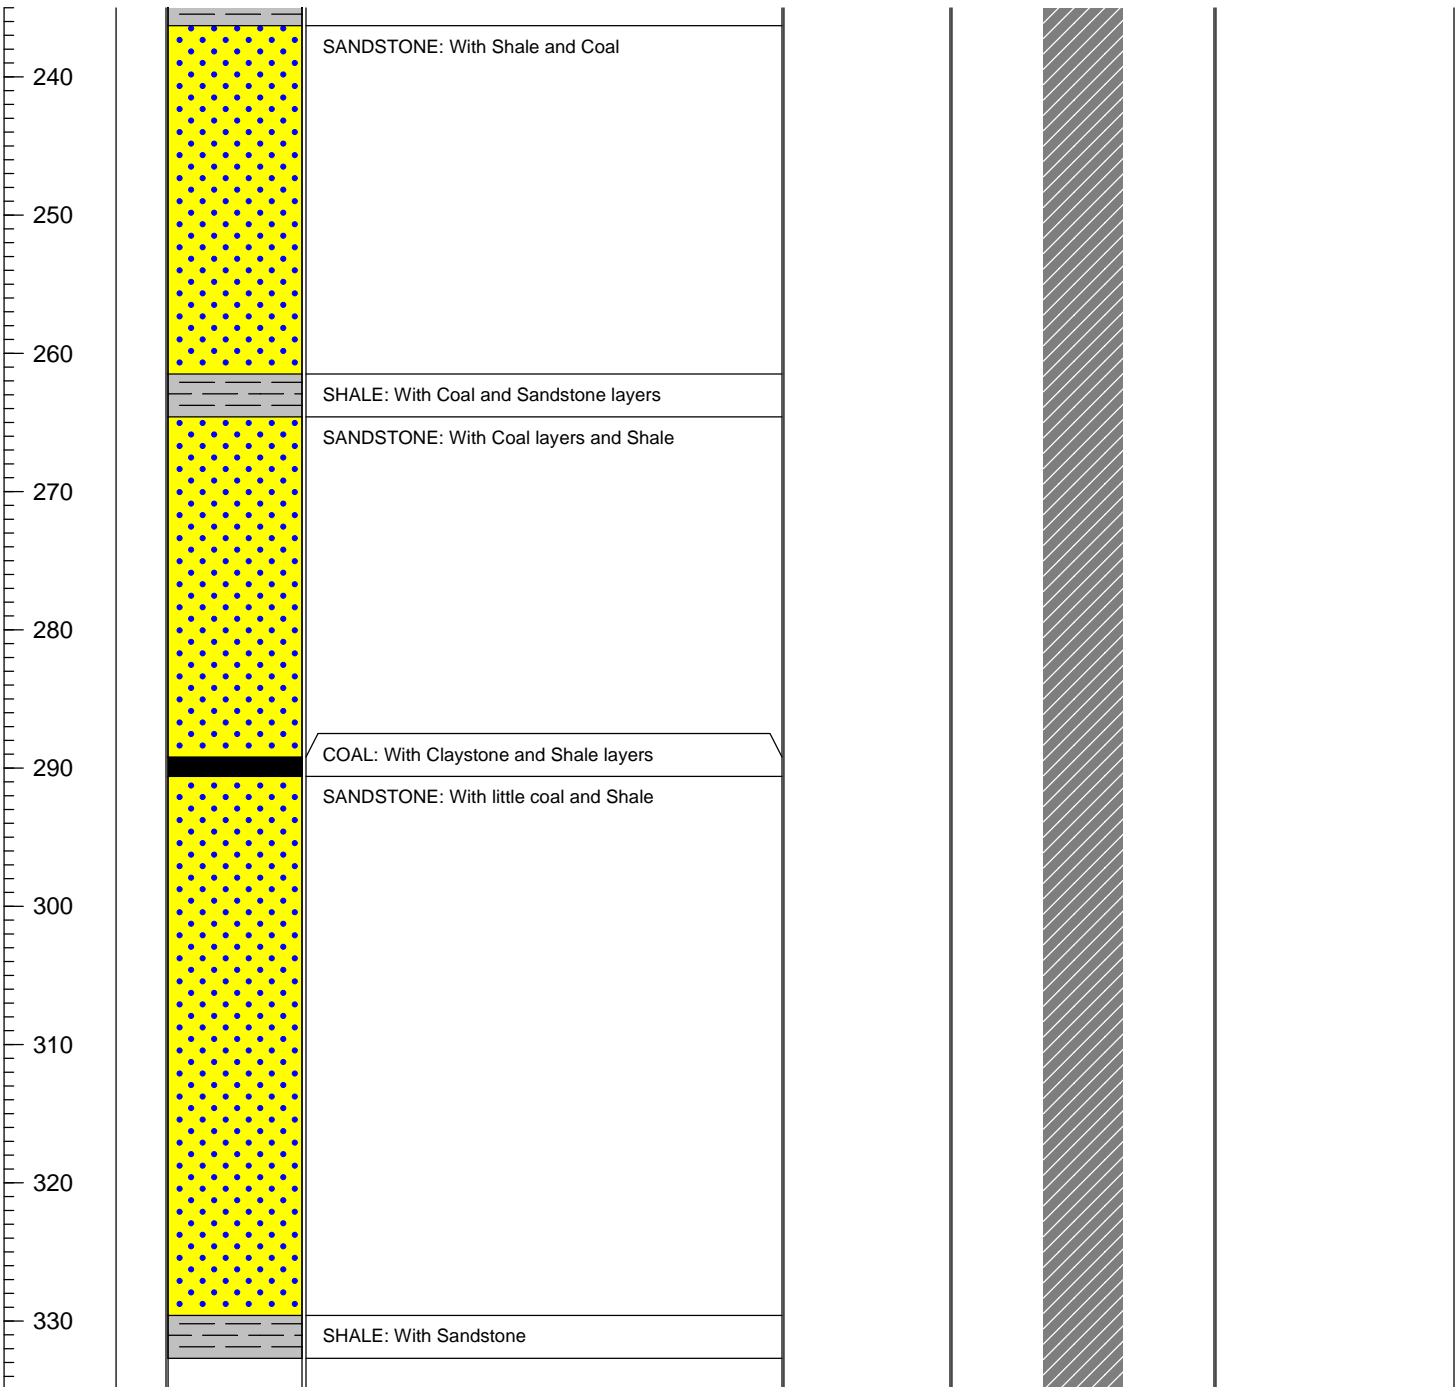 SANDSTONE: With Shale and Coal
240
250
260
SHALE: With Coal and Sandstone layers
SANDSTONE: With Coal layers and Shale
270
280
COAL: With Claystone and Shale layers
290
SANDSTONE: With little coal and Shale
300
310
320
330
SHALE: With Sandstone